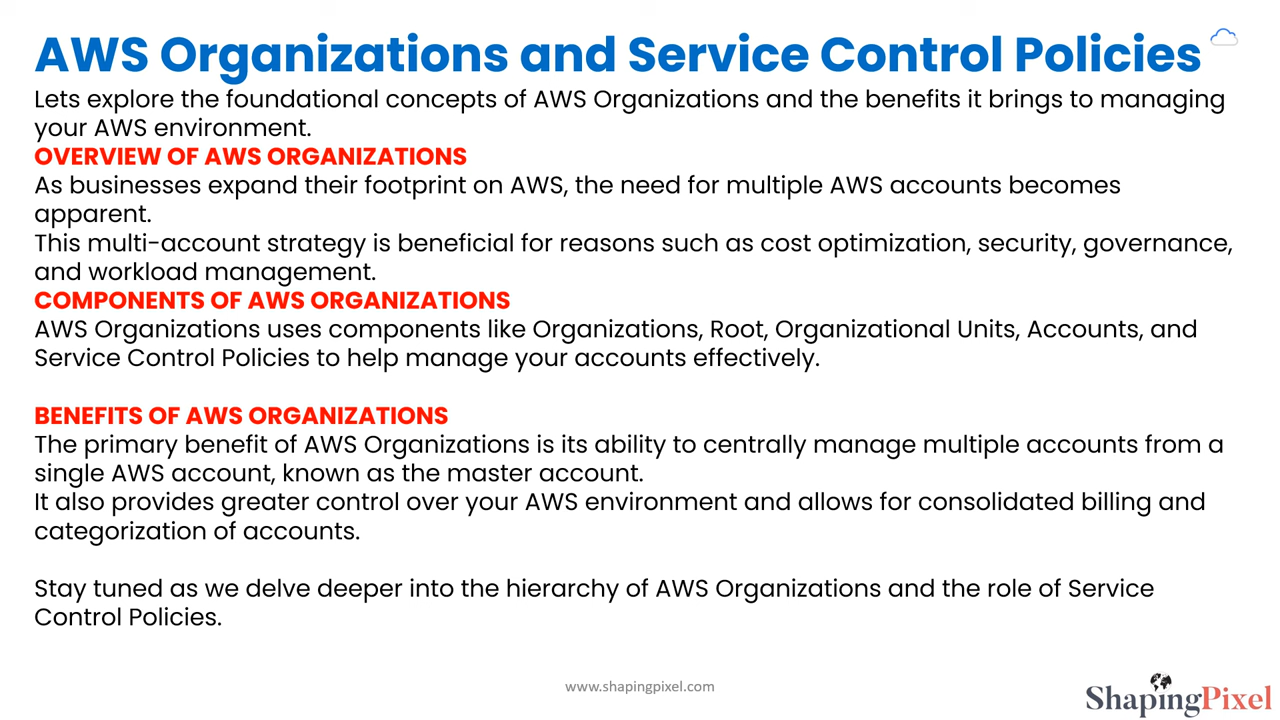 AWS Organizations and Service Control Policies
Lets explore the foundational concepts of AWS Organizations and the benefits it brings to managing
your AWS environment.
OVERVIEW OF AWS ORGANIZATIONS
As businesses expand their footprint on AWS, the need for multiple AWS accounts becomes
apparent.
This multi-account strategy is beneficial for reasons such as cost optimization, security, governance,
and workload management.
COMPONENTS OF AWS ORGANIZATIONS
AWS Organizations uses components like Organizations, Root, Organizational Units, Accounts, and
Service Control Policies to help manage your accounts effectively.
BENEFITS OF AWS ORGANIZATIONS
The primary benefit of AWS Organizations is its ability to centrally manage multiple accounts from a
single AWS account, known as the master account.
It also provides greater control over your AWS environment and allows for consolidated billing and
categorization of accounts.
Stay tuned as we delve deeper into the hierarchy of AWS Organizations and the role of Service
Control Policies.
www.shapingpixel.com
ShapingPixel